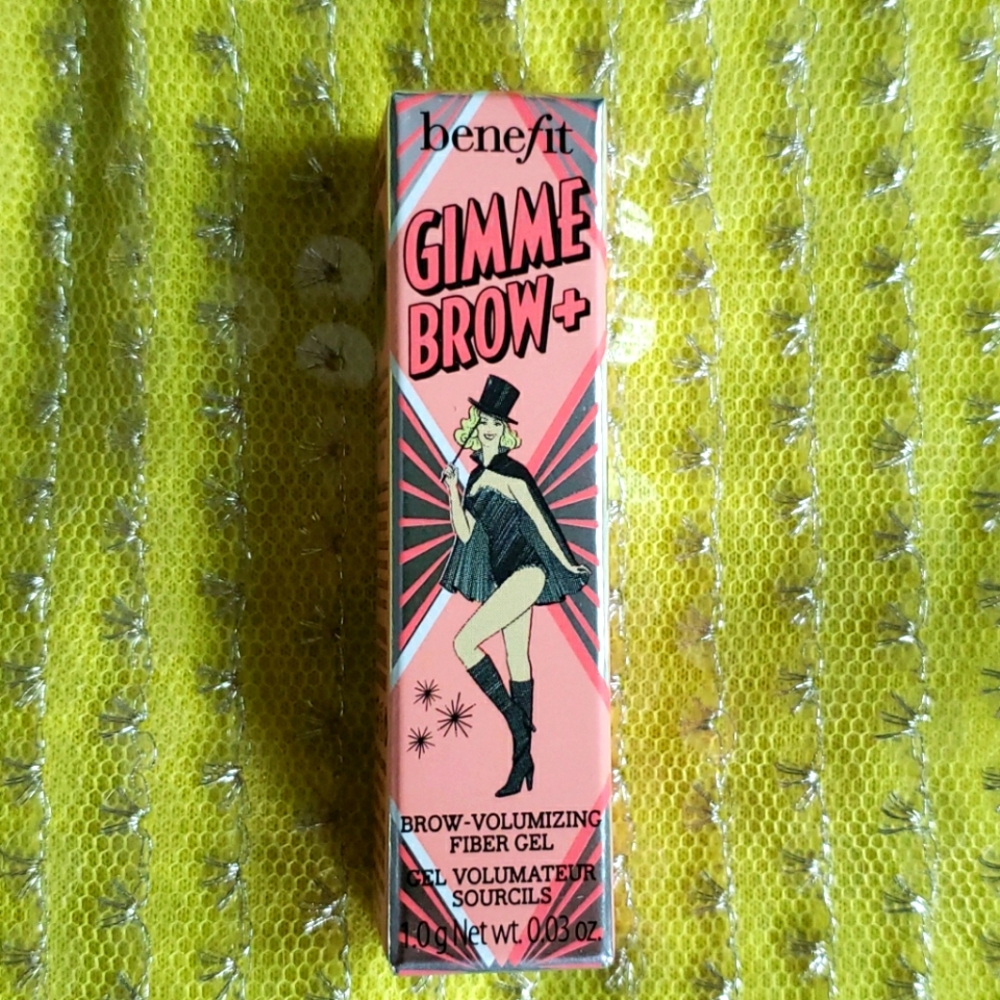 benefit
GIMME
BROW+
BROW-VOLUMIZING
FIBER GEL
GEL VOLUMATEUR
SOURCILS
1.0 g Net wt. 0.03 oz.